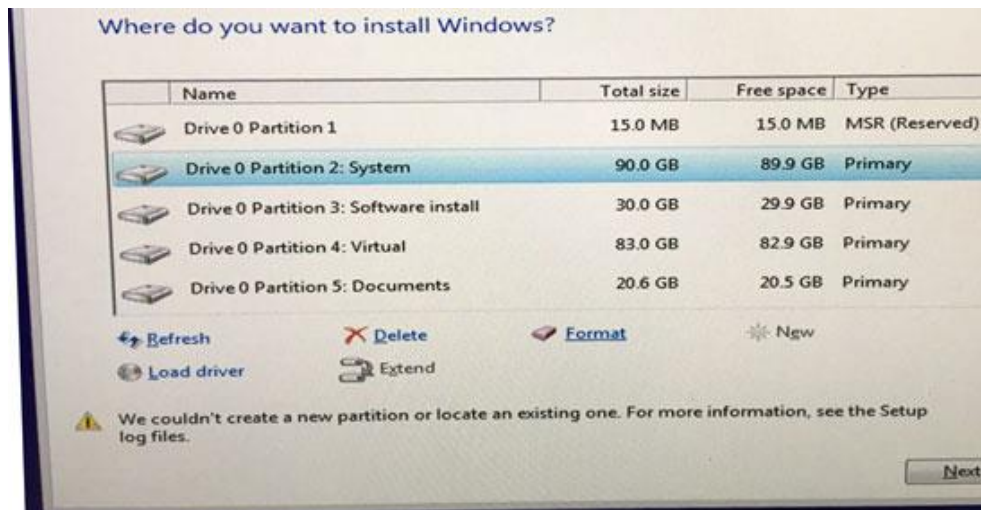 Where do you want to install Windows?
Name Total size Free space Type
Drive 0 Partition 1 15.0 MB 15.0 MB MSR (Reserved)
Drive 0 Partition 2: System 90.0 GB 89.9 GB Primary
Drive 0 Partition 3: Software install 30.0 GB 29.9 GB Primary
Drive 0 Partition 4: Virtual 83.0 GB 82.9 GB Primary
Drive 0 Partition 5: Documents 20.6 GB 20.5 GB Primary
Refresh Delete Format New
Load driver Extend
We couldn't create a new partition or locate an existing one. For more information, see the Setup
log files.
Next